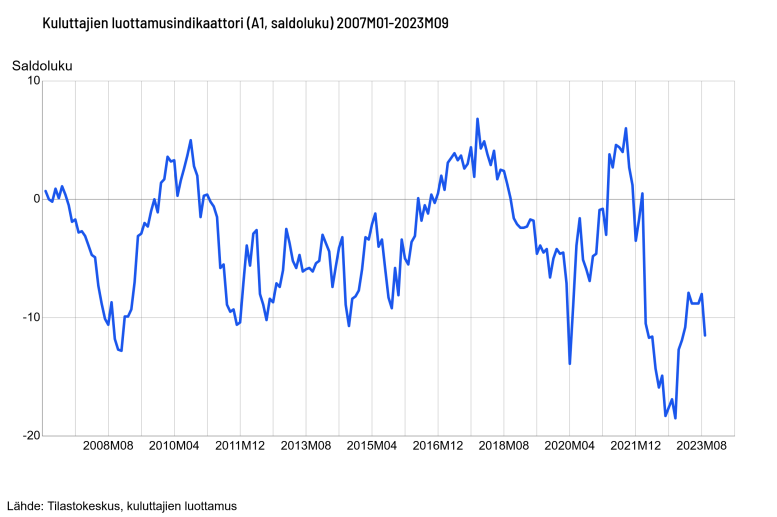 Kuluttajien luottamusindikaattori (A1, saldoluku) 2007M01-2023M09
Saldoluku
10
0
-10
-20
2008M08 2010M04 2011M12 2013M08 2015M04 2016M12 2018M08 2020M04 2021M12 2023M08
Lähde: Tilastokeskus, kuluttajien luottamus